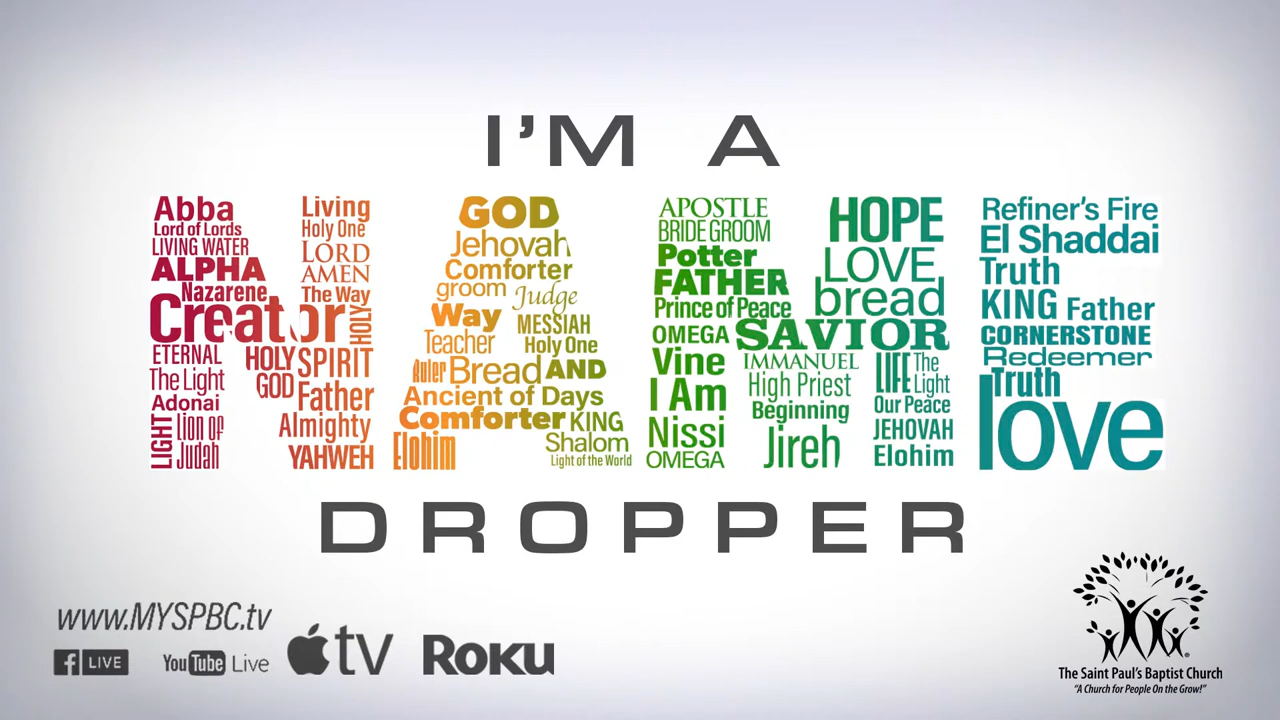 I'M A
Abba
Lord of Lords
LIVING WATER
ALPHA
Nazarene
Creator
ETERNAL
The Light
Adonai
LIGHT
Lion of
Judah
Living
Holy One
LORD
AMEN
The Way
HOLY
HOLY SPIRIT
GOD
Father
Almighty
YAHWEH
GOD
Jehovah
Comforter
groom
Judge
Way
MESSIAH
Teacher
Holy One
Ruler Bread AND
Ancient of Days
Comforter KING
Elohim
Shalom
Light of the World
APOSTLE
BRIDE GROOM
Potter
FATHER
Prince of Peace
OMEGA
SAVIOR
Vine
I Am
Nissi
OMEGA
IMMANUEL
High Priest
Beginning
Jireh
HOPE
LOVE
bread
LIFE
The
Light
Our Peace
JEHOVAH
Elohim
Refiner's Fire
El Shaddai
Truth
KING Father
CORNERSTONE
Redeemer
Truth
love
DROPPER
www.MYSPBC.tv
f LIVE YouTube Live tv ROKU
The Saint Paul's Baptist Church
"A Church for People On the Grow!"